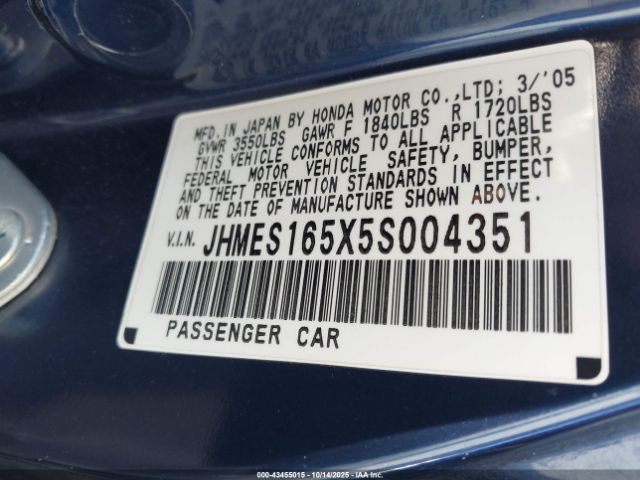 MFD.IN JAPAN BY HONDA MOTOR CO.,LTD; 3/'05
GVWR 3550LBS GAWR F 1840LBS R 1720LBS
THIS VEHICLE CONFORMS TO ALL APPLICABLE
FEDERAL MOTOR VEHICLE SAFETY, BUMPER,
AND THEFT PREVENTION STANDARDS IN EFFECT
ON THE DATE OF MANUFACTURE SHOWN ABOVE.
V.I.N. JHMES165X5S004351
PASSENGER CAR
000-43455015 - 10/14/2025 - IAAI.COM